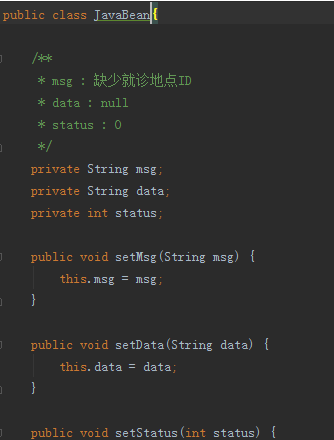 public class JavaBean{
/**
* msg : 缺少就诊地点ID
* data : null
* status : 0
*/
private String msg;
private String data;
private int status;
public void setMsg(String msg) {
this.msg = msg;
}
public void setData(String data) {
this.data = data;
}
public void setStatus(int status) {